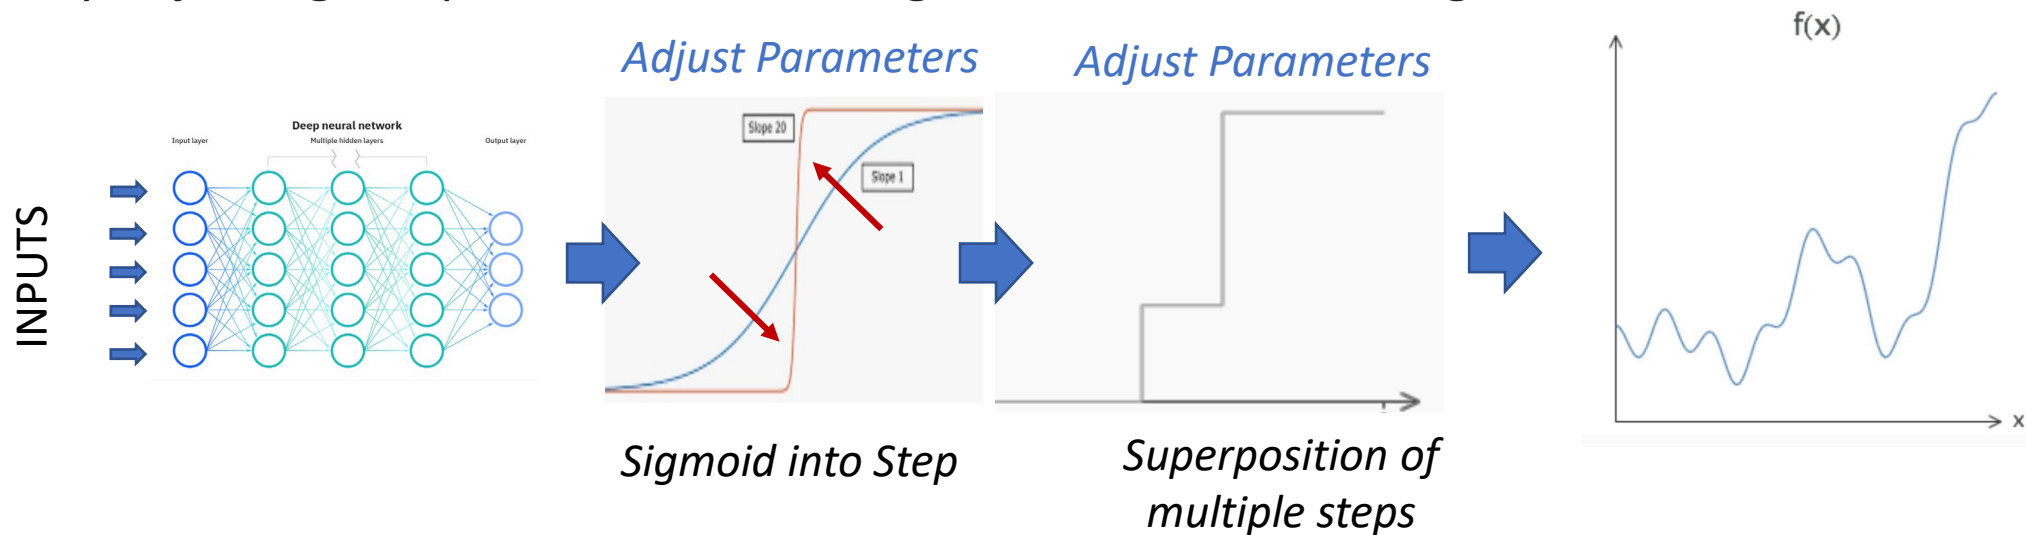 INPUTS
Deep neural network
Input layer
Multiple hidden layers
Output layer
Adjust Parameters
Slope 20
Slope 1
Sigmoid into Step
Adjust Parameters
Superposition of
multiple steps
f(x)
x